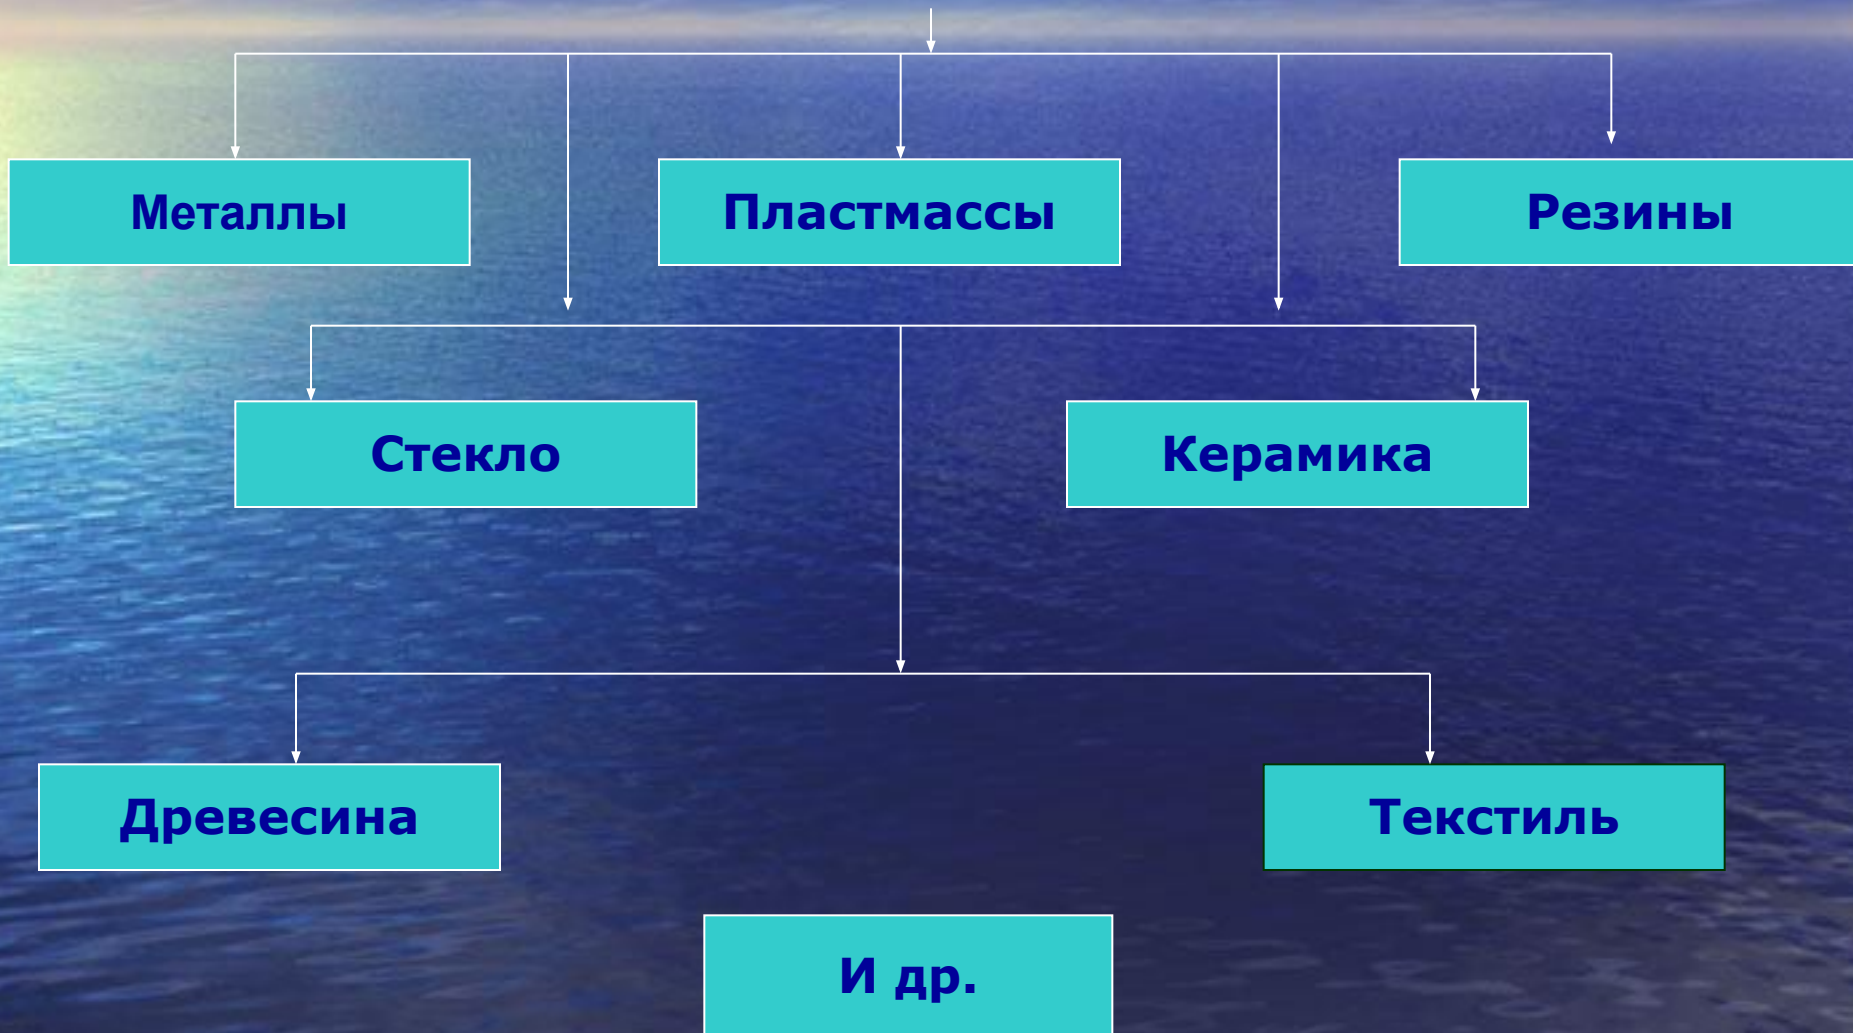 Металлы
Пластмассы
Резины
Стекло
Керамика
Древесина
Текстиль
И др.